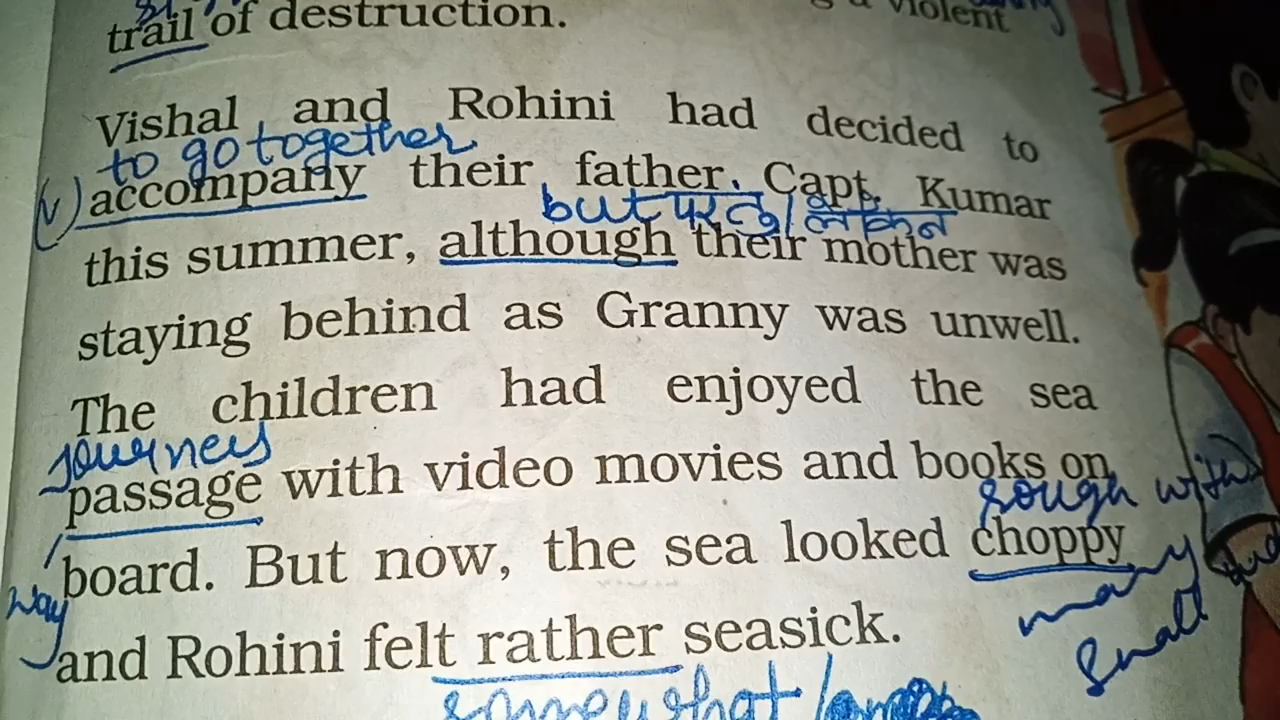 trail of destruction.
violent
Vishal and Rohini had decided to
to go together
(v) accompany their father, Capt. Kumar
but परन्तु/लेकिन
this summer, although their mother was
staying behind as Granny was unwell.
The children had enjoyed the sea
journey
passage with video movies and books on
rough with
board. But now, the sea looked choppy
way
many
small
and Rohini felt rather seasick.
somewhat/